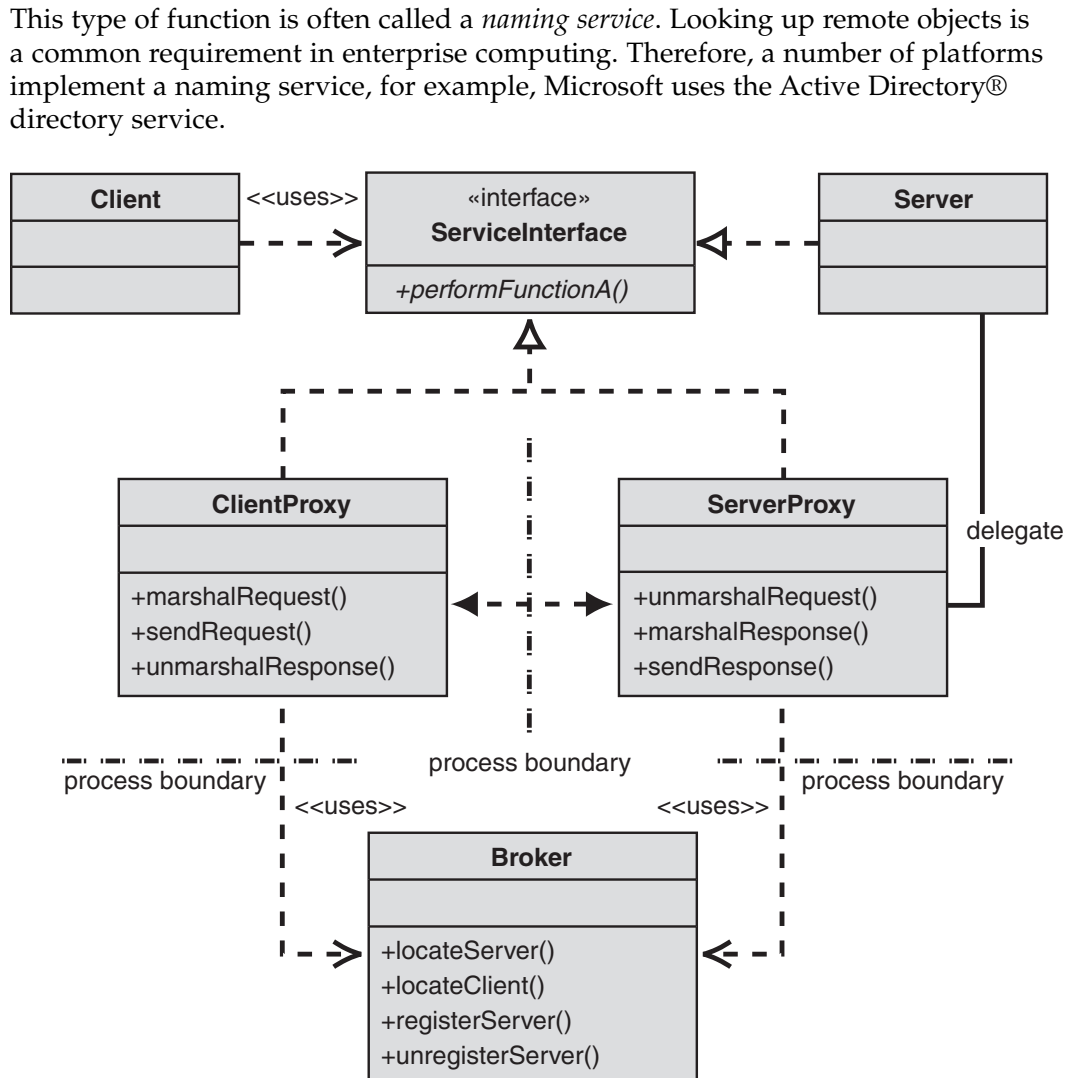 This type of function is often called a naming service. Looking up remote objects is
a common requirement in enterprise computing. Therefore, a number of platforms
implement a naming service, for example, Microsoft uses the Active Directory®
directory service.
Client
<<uses>>
«interface»
ServiceInterface
+performFunctionA()
Server
ClientProxy
+marshalRequest()
+sendRequest()
+unmarshalResponse()
ServerProxy
+unmarshalRequest()
+marshalResponse()
+sendResponse()
delegate
process boundary
process boundary
process boundary
<<uses>>
<<uses>>
Broker
+locateServer()
+locateClient()
+registerServer()
+unregisterServer()